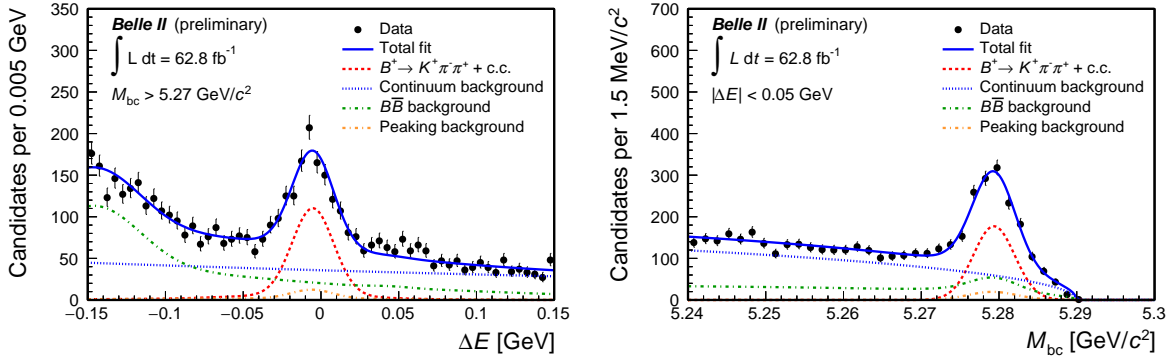 Candidates per 0.005 GeV
350
300
250
200
150
100
50
0
Belle II (preliminary)
∫ L dt = 62.8 fb⁻¹
M_bc > 5.27 GeV/c²
Data
Total fit
B⁺→ K⁺π⁻π⁺ + c.c.
Continuum background
BB̅ background
Peaking background
−0.15 −0.1 −0.05 0 0.05 0.1 0.15
ΔE [GeV]
Candidates per 1.5 MeV/c²
700
600
500
400
300
200
100
0
Belle II (preliminary)
∫ L dt = 62.8 fb⁻¹
|ΔE| < 0.05 GeV
Data
Total fit
B⁺→ K⁺π⁻π⁺ + c.c.
Continuum background
BB̅ background
Peaking background
5.24 5.25 5.26 5.27 5.28 5.29 5.3
M_bc [GeV/c²]